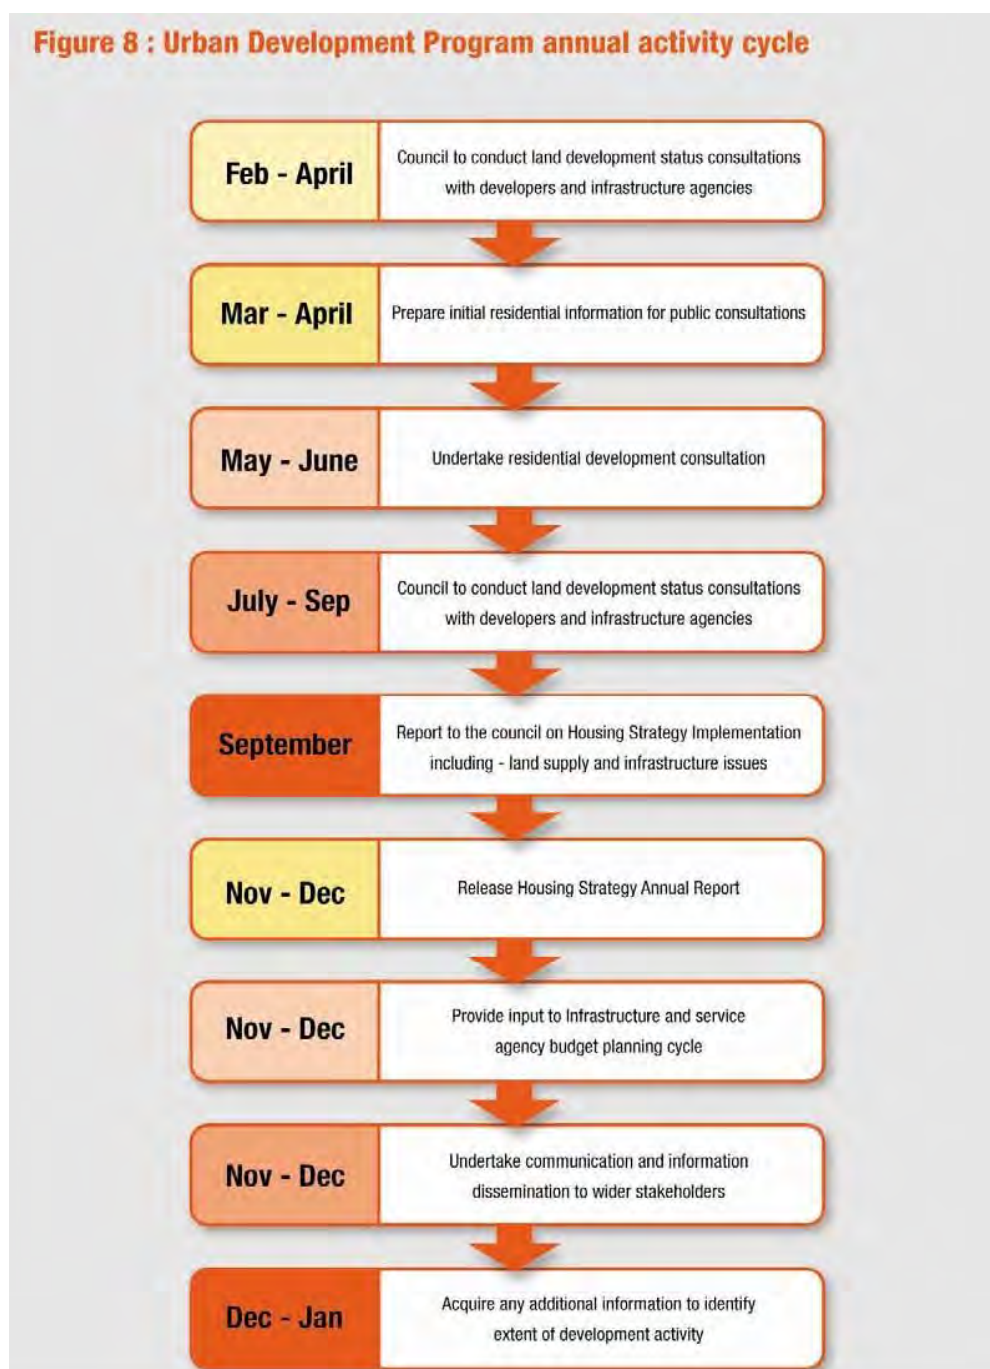 Figure 8 : Urban Development Program annual activity cycle
Feb - April
Council to conduct land development status consultations
with developers and infrastructure agencies
Mar - April
Prepare initial residential information for public consultations
May - June
Undertake residential development consultation
July - Sep
Council to conduct land development status consultations
with developers and infrastructure agencies
September
Report to the council on Housing Strategy Implementation
including - land supply and infrastructure issues
Nov - Dec
Release Housing Strategy Annual Report
Nov - Dec
Provide input to Infrastructure and service
agency budget planning cycle
Nov - Dec
Undertake communication and information
dissemination to wider stakeholders
Dec - Jan
Acquire any additional information to identify
extent of development activity